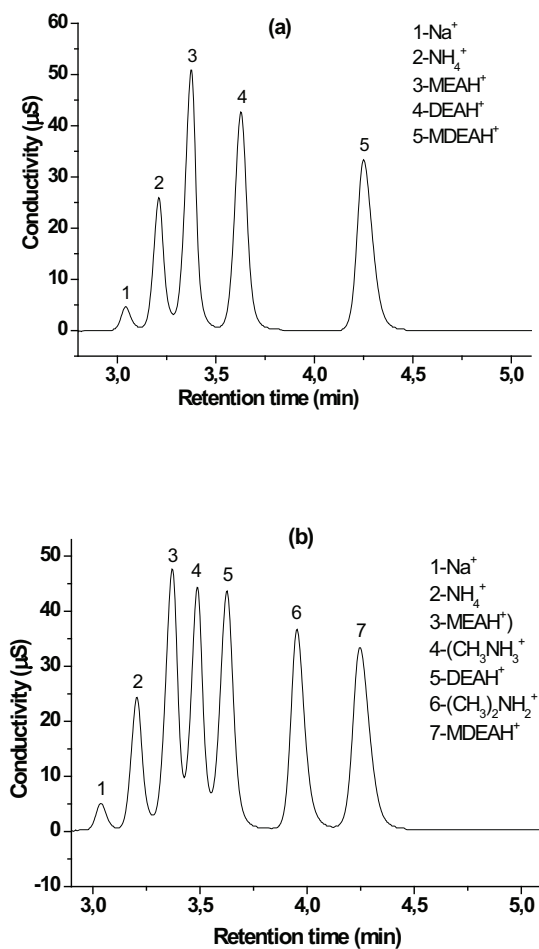 (a)
1-Na⁺
2-NH₄⁺
3-MEAH⁺
4-DEAH⁺
5-MDEAH⁺
60
50
40
30
20
10
0
Conductivity (µS)
1
2
3
4
5
3,0 3,5 4,0 4,5 5,0
Retention time (min)
(b)
1-Na⁺
2-NH₄⁺
3-MEAH⁺)
4-(CH₃NH₃⁺
5-DEAH⁺
6-(CH₃)₂NH₂⁺
7-MDEAH⁺
50
40
30
20
10
0
-10
Conductivity (µS)
1
2
3
4
5
6
7
3,0 3,5 4,0 4,5 5,0
Retention time (min)